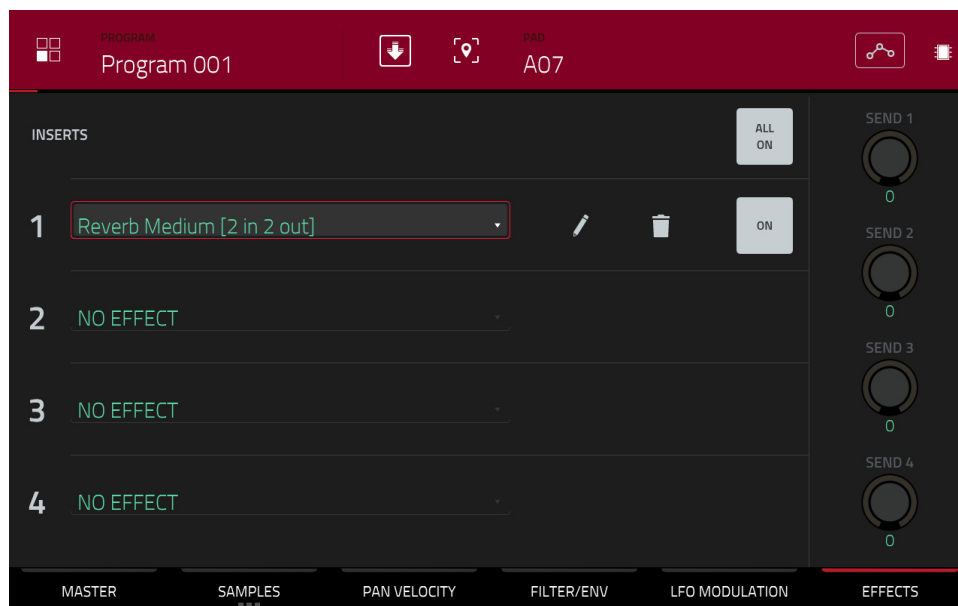 PROGRAM
Program 001
PAD
A07
INSERTS
ALL
ON
1
Reverb Medium [2 in 2 out]
ON
2
NO EFFECT
3
NO EFFECT
4
NO EFFECT
SEND 1
0
SEND 2
0
SEND 3
0
SEND 4
0
MASTER
SAMPLES
PAN VELOCITY
FILTER/ENV
LFO MODULATION
EFFECTS